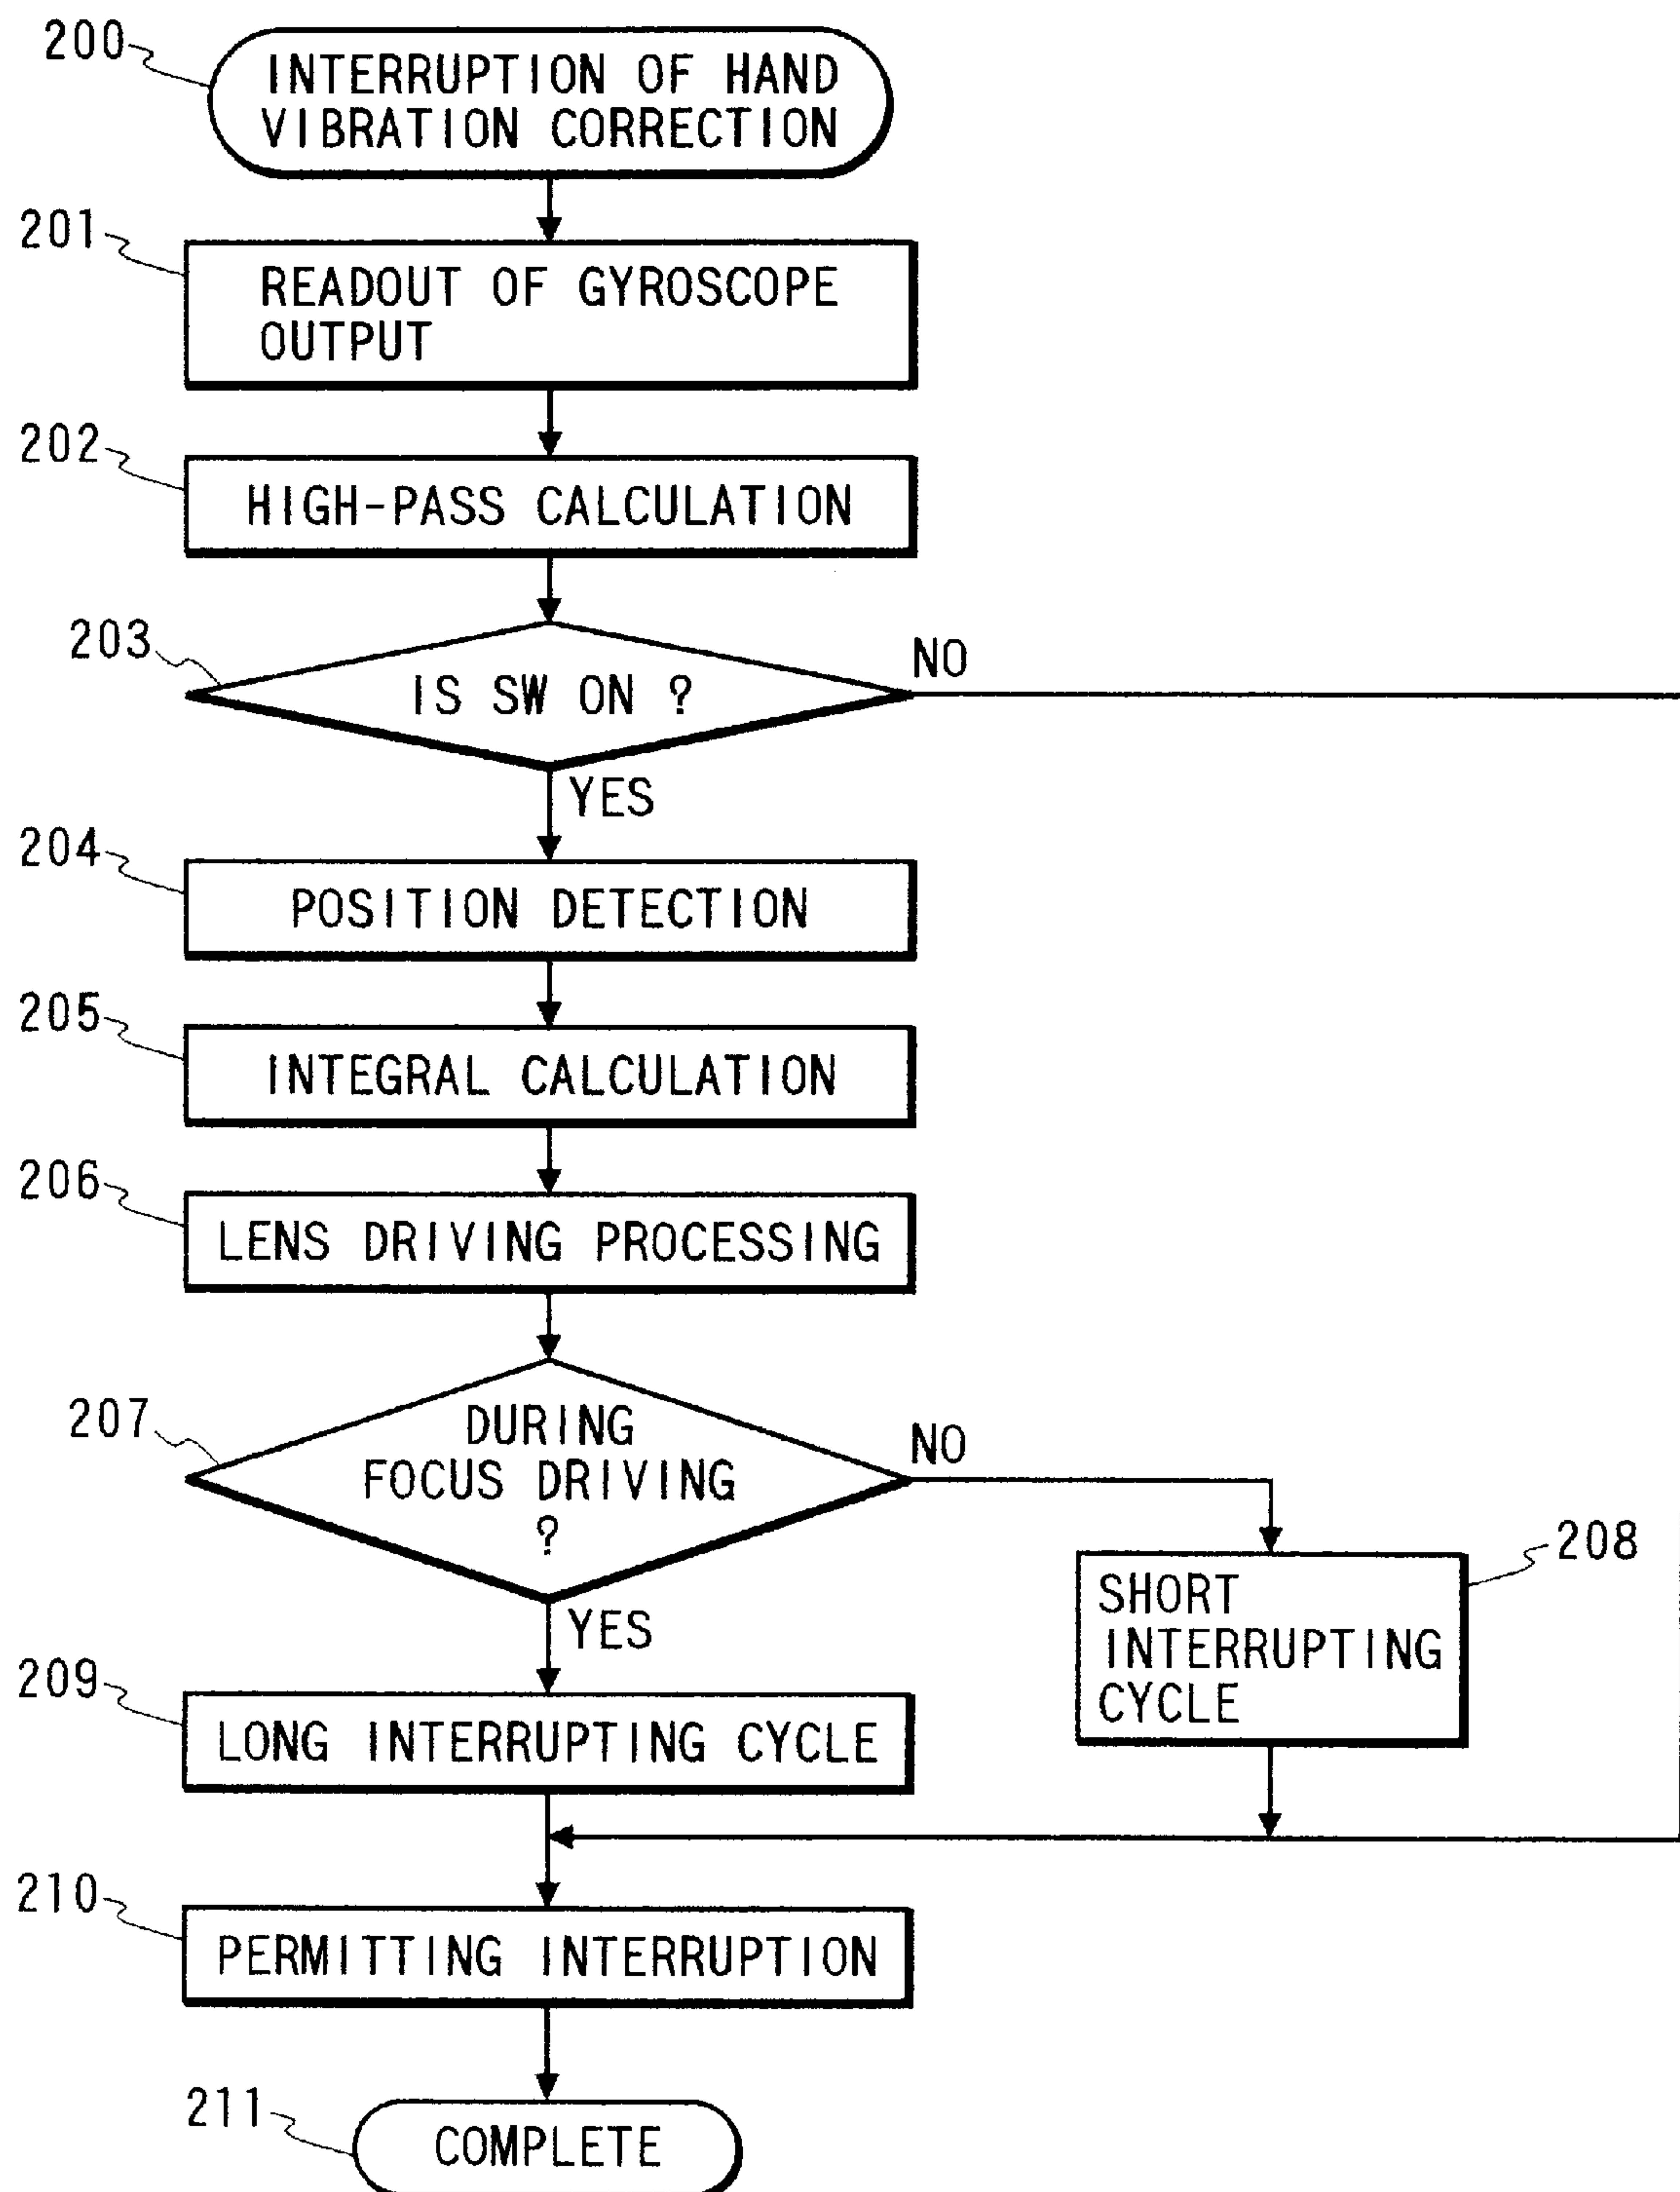 200
INTERRUPTION OF HAND
VIBRATION CORRECTION
201
READOUT OF GYROSCOPE
OUTPUT
202
HIGH-PASS CALCULATION
203
IS SW ON ?
NO
YES
204
POSITION DETECTION
205
INTEGRAL CALCULATION
206
LENS DRIVING PROCESSING
207
DURING
FOCUS DRIVING
?
NO
YES
208
SHORT
INTERRUPTING
CYCLE
209
LONG INTERRUPTING CYCLE
210
PERMITTING INTERRUPTION
211
COMPLETE